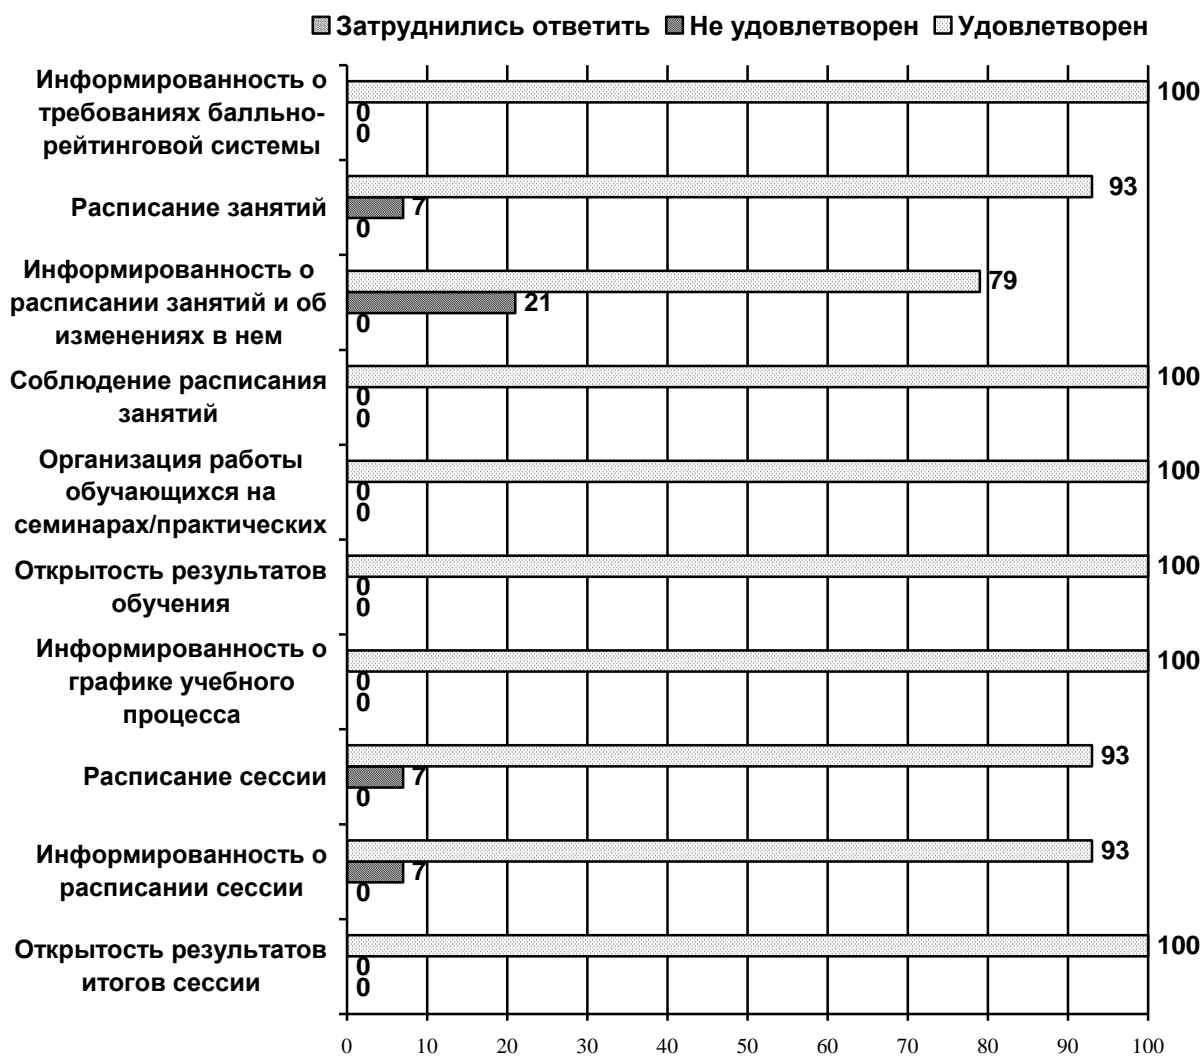 Затруднились ответить Не удовлетворен Удовлетворен
Информированность о
требованиях балльно-
рейтинговой системы
100
0
0
Расписание занятий
93
7
0
Информированность о
расписании занятий и об
изменениях в нем
79
21
0
Соблюдение расписания
занятий
100
0
0
Организация работы
обучающихся на
семинарах/практических
100
0
0
Открытость результатов
обучения
100
0
0
Информированность о
графике учебного
процесса
100
0
0
Расписание сессии
93
7
0
Информированность о
расписании сессии
93
7
0
Открытость результатов
итогов сессии
100
0
0
0 10 20 30 40 50 60 70 80 90 100